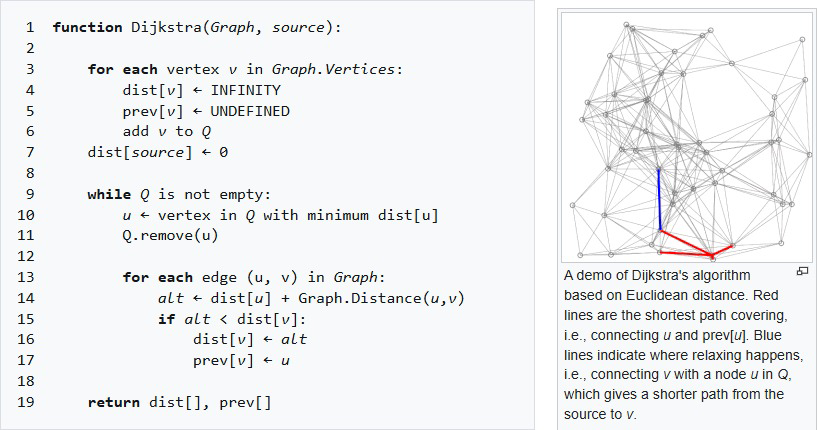 1 function Dijkstra(Graph, source):
2
3 for each vertex v in Graph.Vertices:
4 dist[v] ← INFINITY
5 prev[v] ← UNDEFINED
6 add v to Q
7 dist[source] ← 0
8
9 while Q is not empty:
10 u ← vertex in Q with minimum dist[u]
11 Q.remove(u)
12
13 for each edge (u, v) in Graph:
14 alt ← dist[u] + Graph.Distance(u,v)
15 if alt < dist[v]:
16 dist[v] ← alt
17 prev[v] ← u
18
19 return dist[], prev[]
A demo of Dijkstra's algorithm
based on Euclidean distance. Red
lines are the shortest path covering,
i.e., connecting u and prev[u]. Blue
lines indicate where relaxing happens,
i.e., connecting v with a node u in Q,
which gives a shorter path from the
source to v.